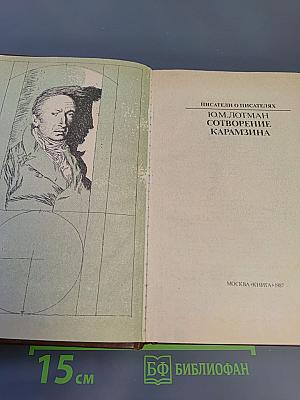 ПИСАТЕЛИ О ПИСАТЕЛЯХ
Ю.М.ЛОТМАН
СОТВОРЕНИЕ
КАРАМЗИНА
МОСКВА «КНИГА» 1987
15 см
БФ БИБЛИОФАН